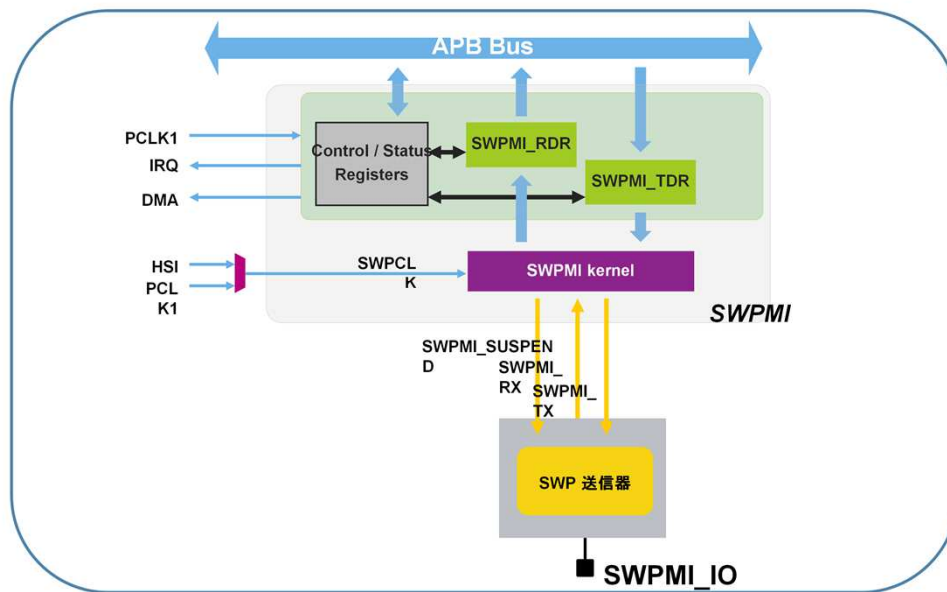 APB Bus
PCLK1
IRQ
DMA
Control / Status
Registers
SWPMI_RDR
SWPMI_TDR
HSI
PCL
K1
SWPCL
K
SWPMI kernel
SWPMI
SWPMI_SUSPEN
D
SWPMI_
RX
SWPMI_
TX
SWP 送信器
SWPMI_IO